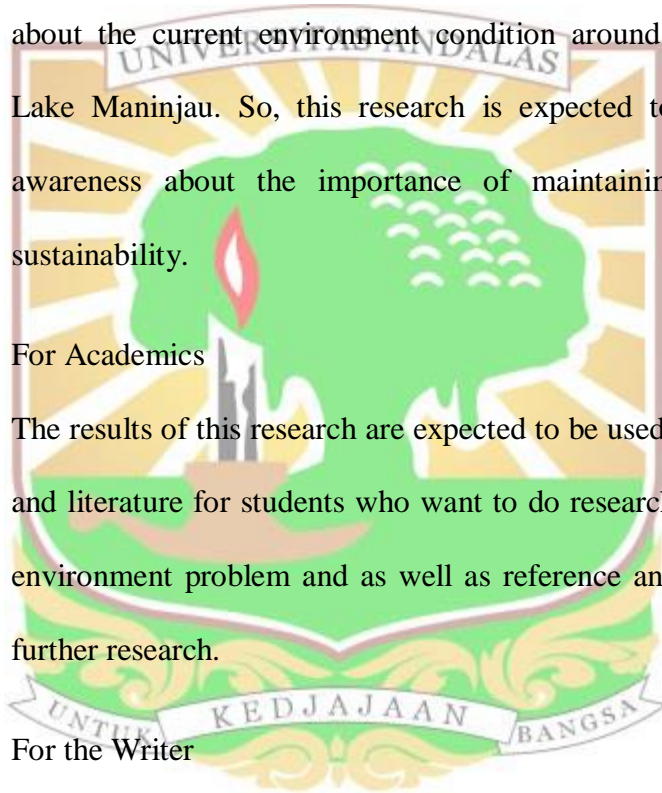 about the current environment condition around
UNIVERSITAS ANDALAS
Lake Maninjau. So, this research is expected to
awareness about the importance of maintainin
sustainability.
For Academics
The results of this research are expected to be used
and literature for students who want to do research
environment problem and as well as reference an
further research.
UNTUK KEDJAJAAN BANGSA
For the Writer